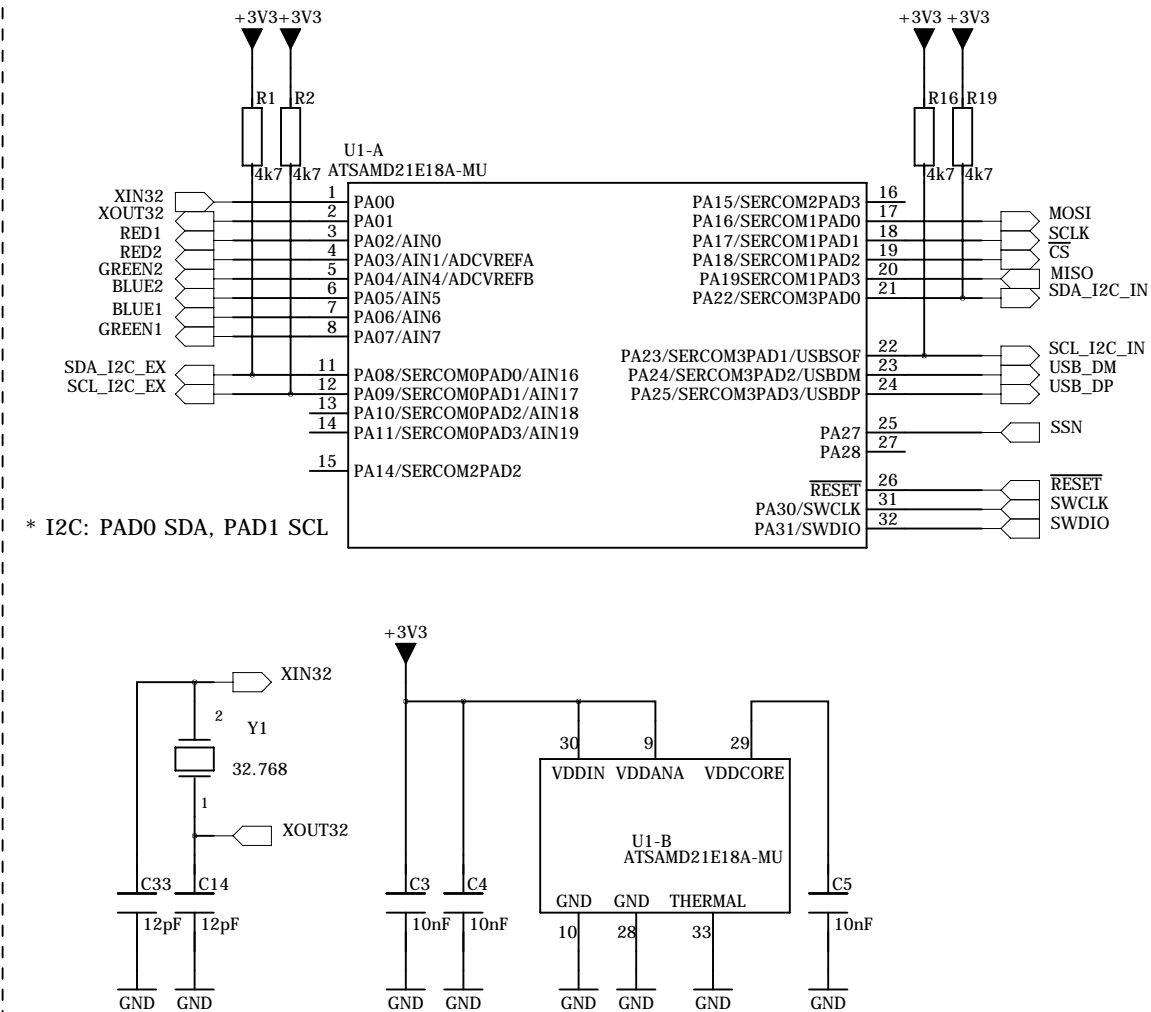 +3V3+3V3
+3V3 +3V3
R1 R2
R16 R19
4k7 4k7
4k7 4k7
U1-A
ATSAMD21E18A-MU
XIN32 1 PA00
XOUT32 2 PA01
RED1 3 PA02/AIN0
RED2 4 PA03/AIN1/ADCVREFA
GREEN2 5 PA04/AIN4/ADCVREFB
BLUE2 6 PA05/AIN5
BLUE1 7 PA06/AIN6
GREEN1 8 PA07/AIN7
SDA_I2C_EX 11 PA08/SERCOM0PAD0/AIN16
SCL_I2C_EX 12 PA09/SERCOM0PAD1/AIN17
13 PA10/SERCOM0PAD2/AIN18
14 PA11/SERCOM0PAD3/AIN19
15 PA14/SERCOM2PAD2
PA15/SERCOM2PAD3 16
PA16/SERCOM1PAD0 17 MOSI
PA17/SERCOM1PAD1 18 SCLK
PA18/SERCOM1PAD2 19 CS
PA19SERCOM1PAD3 20 MISO
PA22/SERCOM3PAD0 21 SDA_I2C_IN
PA23/SERCOM3PAD1/USBSOF 22 SCL_I2C_IN
PA24/SERCOM3PAD2/USBDM 23 USB_DM
PA25/SERCOM3PAD3/USBDP 24 USB_DP
PA27 25 SSN
PA28 27
RESET 26 RESET
PA30/SWCLK 31 SWCLK
PA31/SWDIO 32 SWDIO
* I2C: PAD0 SDA, PAD1 SCL
XIN32
2
Y1
32.768
1
XOUT32
C33 C14
12pF 12pF
GND GND
+3V3
30 9 29
VDDIN VDDANA VDDCORE
U1-B
ATSAMD21E18A-MU
GND GND THERMAL
10 28 33
C3 C4
10nF 10nF
C5
10nF
GND GND GND GND GND GND